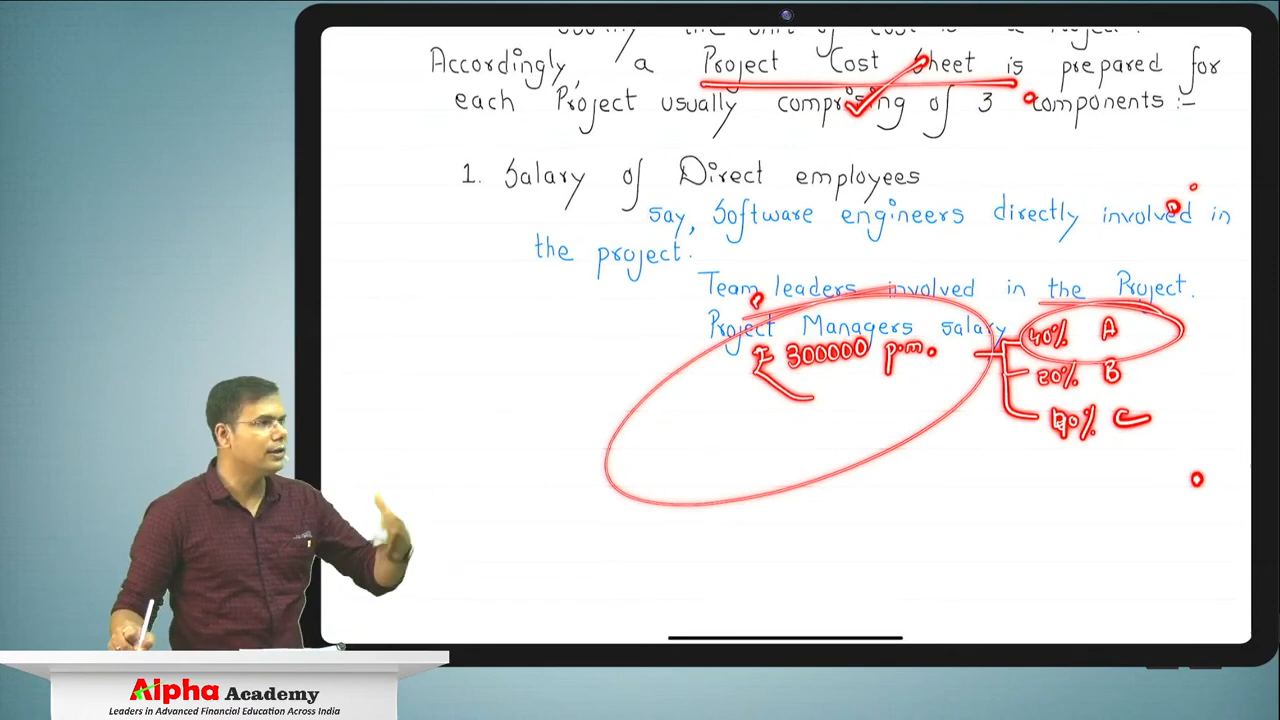 Accordingly, a Project Cost Sheet is prepared for
each Project usually comprising of 3 components :-
1. Salary of Direct employees
say, Software engineers directly involved in
the project.
Team leaders involved in the Project.
Project Managers salary
₹ 300000 p.m.
40% A
20% B
40% C
Alpha Academy
Leaders in Advanced Financial Education Across India